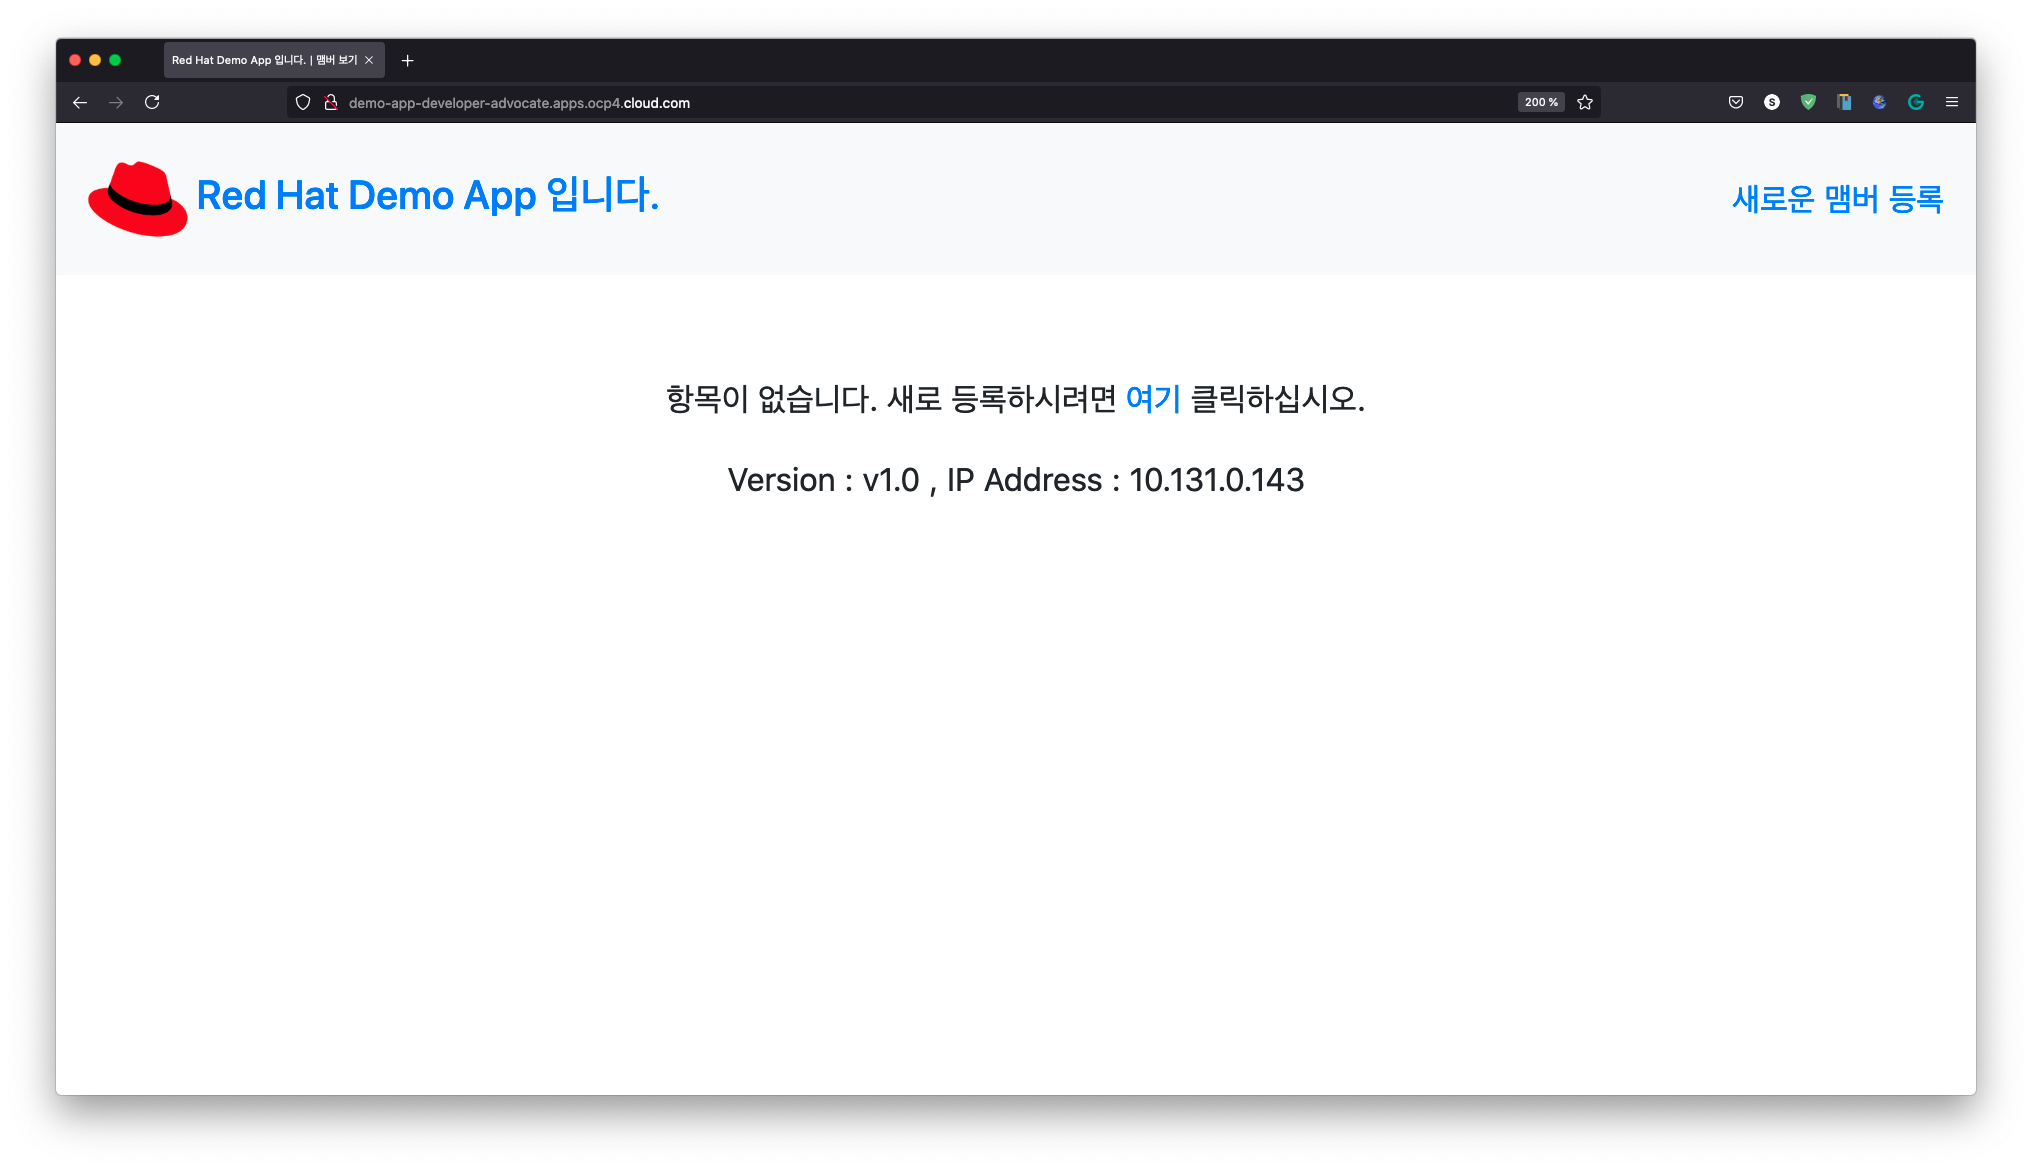 Red Hat Demo App 입니다. | 맴버 보기
demo-app-developer-advocate.apps.ocp4.cloud.com
200 %
S
G
Red Hat Demo App 입니다.
새로운 맴버 등록
항목이 없습니다. 새로 등록하시려면 여기 클릭하십시오.
Version : v1.0 , IP Address : 10.131.0.143